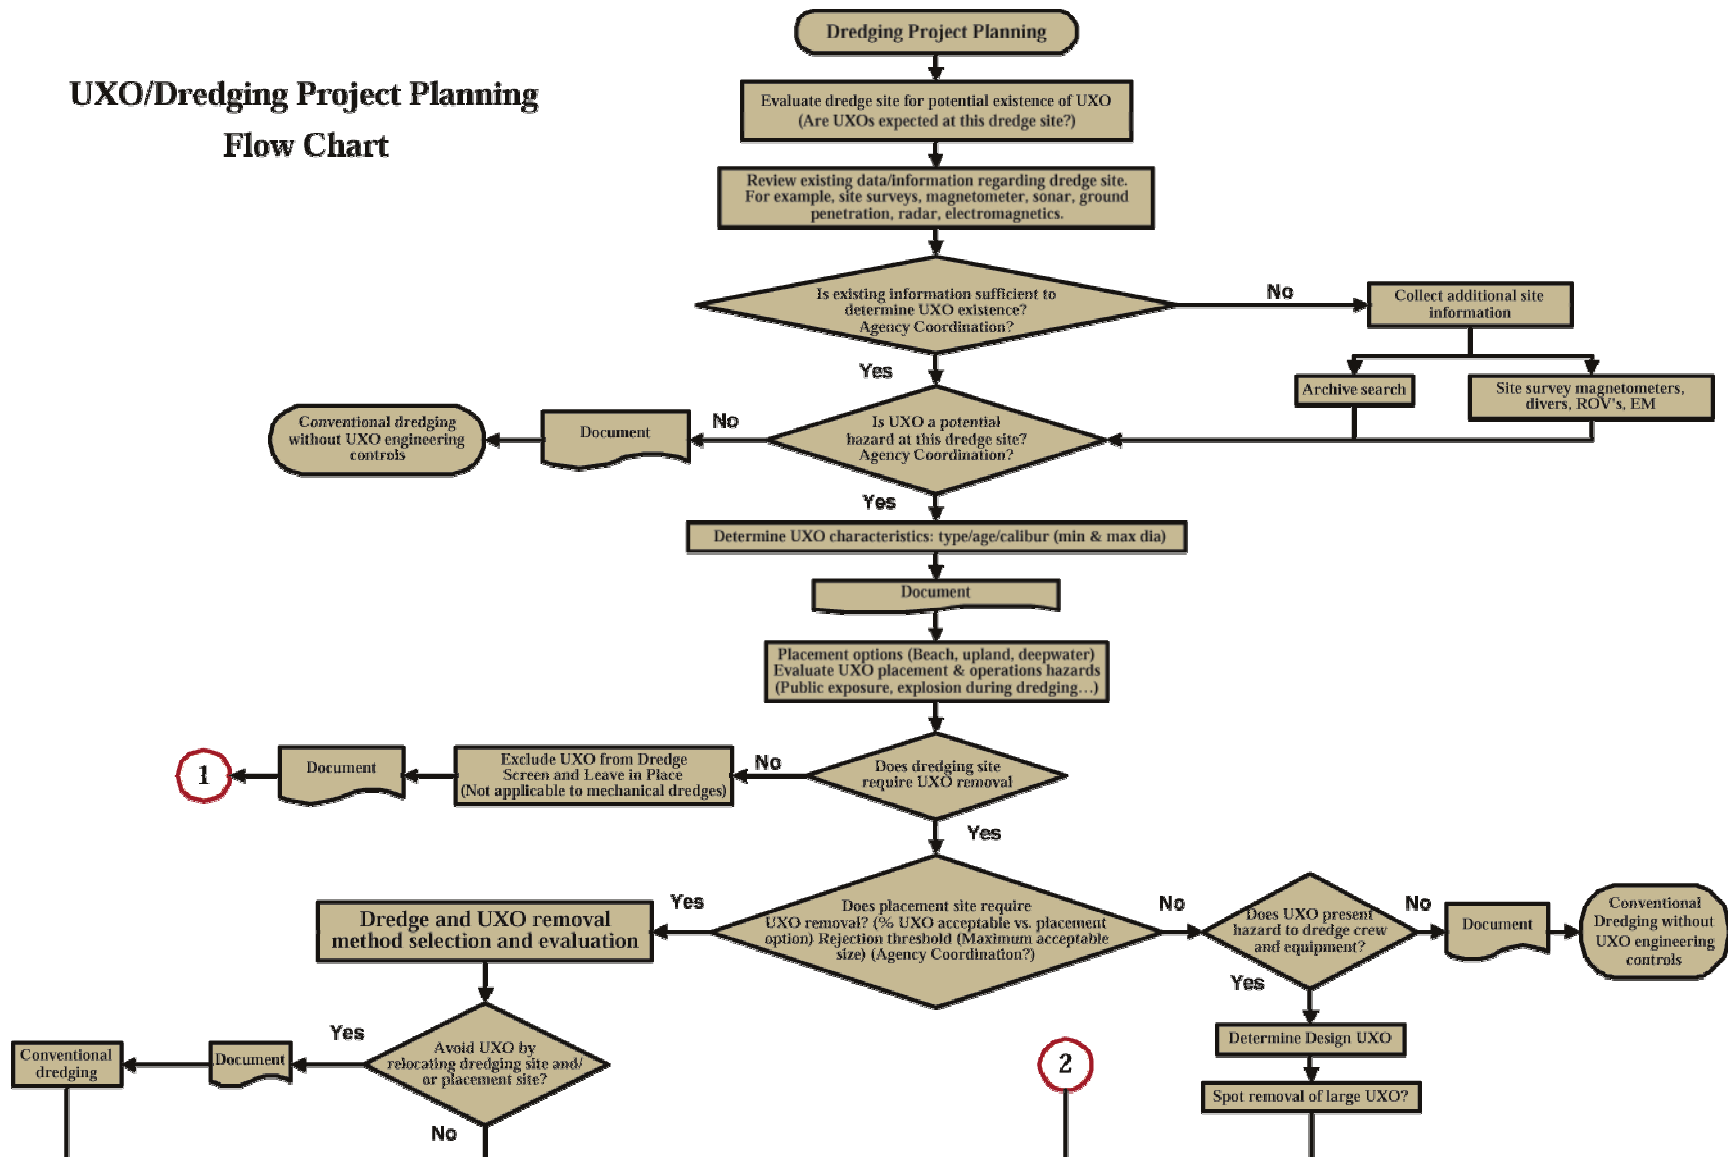 Dredging Project Planning
UXO/Dredging Project Planning
Flow Chart
Evaluate dredge site for potential existence of UXO
(Are UXOs expected at this dredge site?)
Review existing data/information regarding dredge site.
For example, site surveys, magnetometer, sonar, ground
penetration, radar, electromagnetics.
Is existing information sufficient to
determine UXO existence?
Agency Coordination?
No
Collect additional site
information
Yes
Archive search
Site survey magnetometers,
divers, ROV's, EM
Is UXO a potential
hazard at this dredge site?
Agency Coordination?
No
Document
Conventional dredging
without UXO engineering
controls
Yes
Determine UXO characteristics: type/age/calibur (min & max dia)
Document
Placement options (Beach, upland, deepwater)
Evaluate UXO placement & operations hazards
(Public exposure, explosion during dredging…)
Does dredging site
require UXO removal
No
Exclude UXO from Dredge
Screen and Leave in Place
(Not applicable to mechanical dredges)
Document
1
Yes
Does placement site require
UXO removal? (% UXO acceptable vs. placement
option) Rejection threshold (Maximum acceptable
size) (Agency Coordination?)
Yes
Dredge and UXO removal
method selection and evaluation
No
Does UXO present
hazard to dredge crew
and equipment?
No
Document
Conventional
Dredging without
UXO engineering
controls
Yes
Determine Design UXO
Spot removal of large UXO?
Avoid UXO by
relocating dredging site and/
or placement site?
Yes
Document
Conventional
dredging
No
2